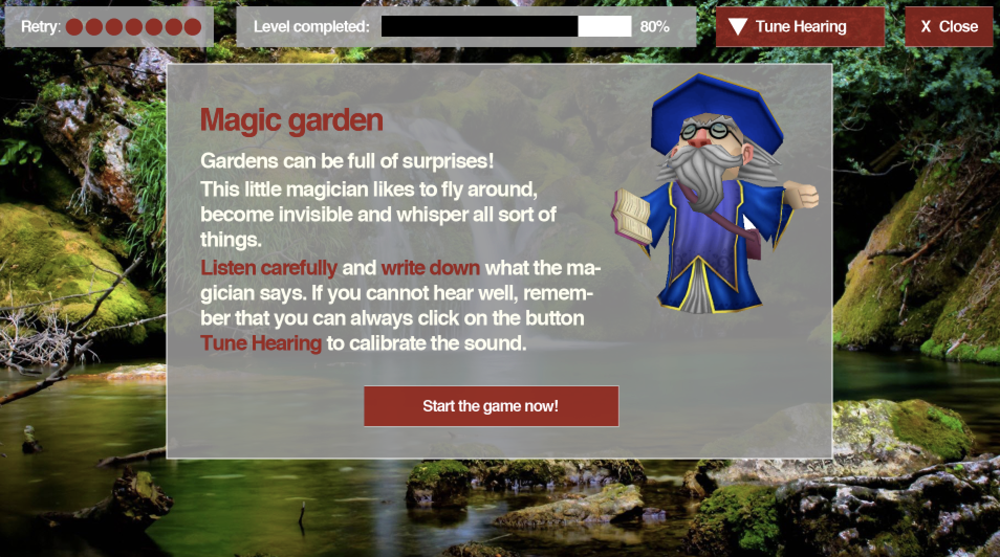 Retry:
Level completed:
80%
Tune Hearing
X Close
Magic garden
Gardens can be full of surprises!
This little magician likes to fly around,
become invisible and whisper all sort of
things.
Listen carefully and write down what the ma-
gician says. If you cannot hear well, remem-
ber that you can always click on the button
Tune Hearing to calibrate the sound.
Start the game now!